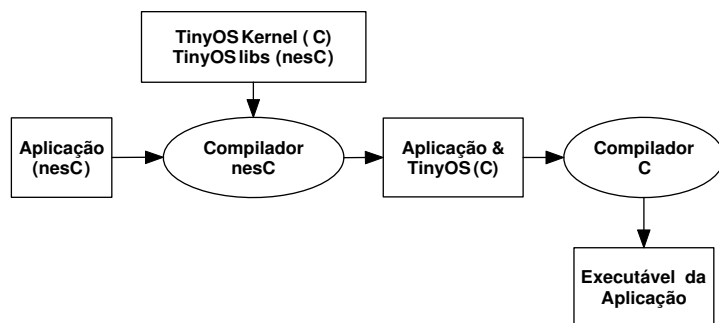 TinyOS Kernel (C)
TinyOS libs (nesC)
Aplicação
(nesC)
Compilador
nesC
Aplicação &
TinyOS (C)
Compilador
C
Executável da
Aplicação